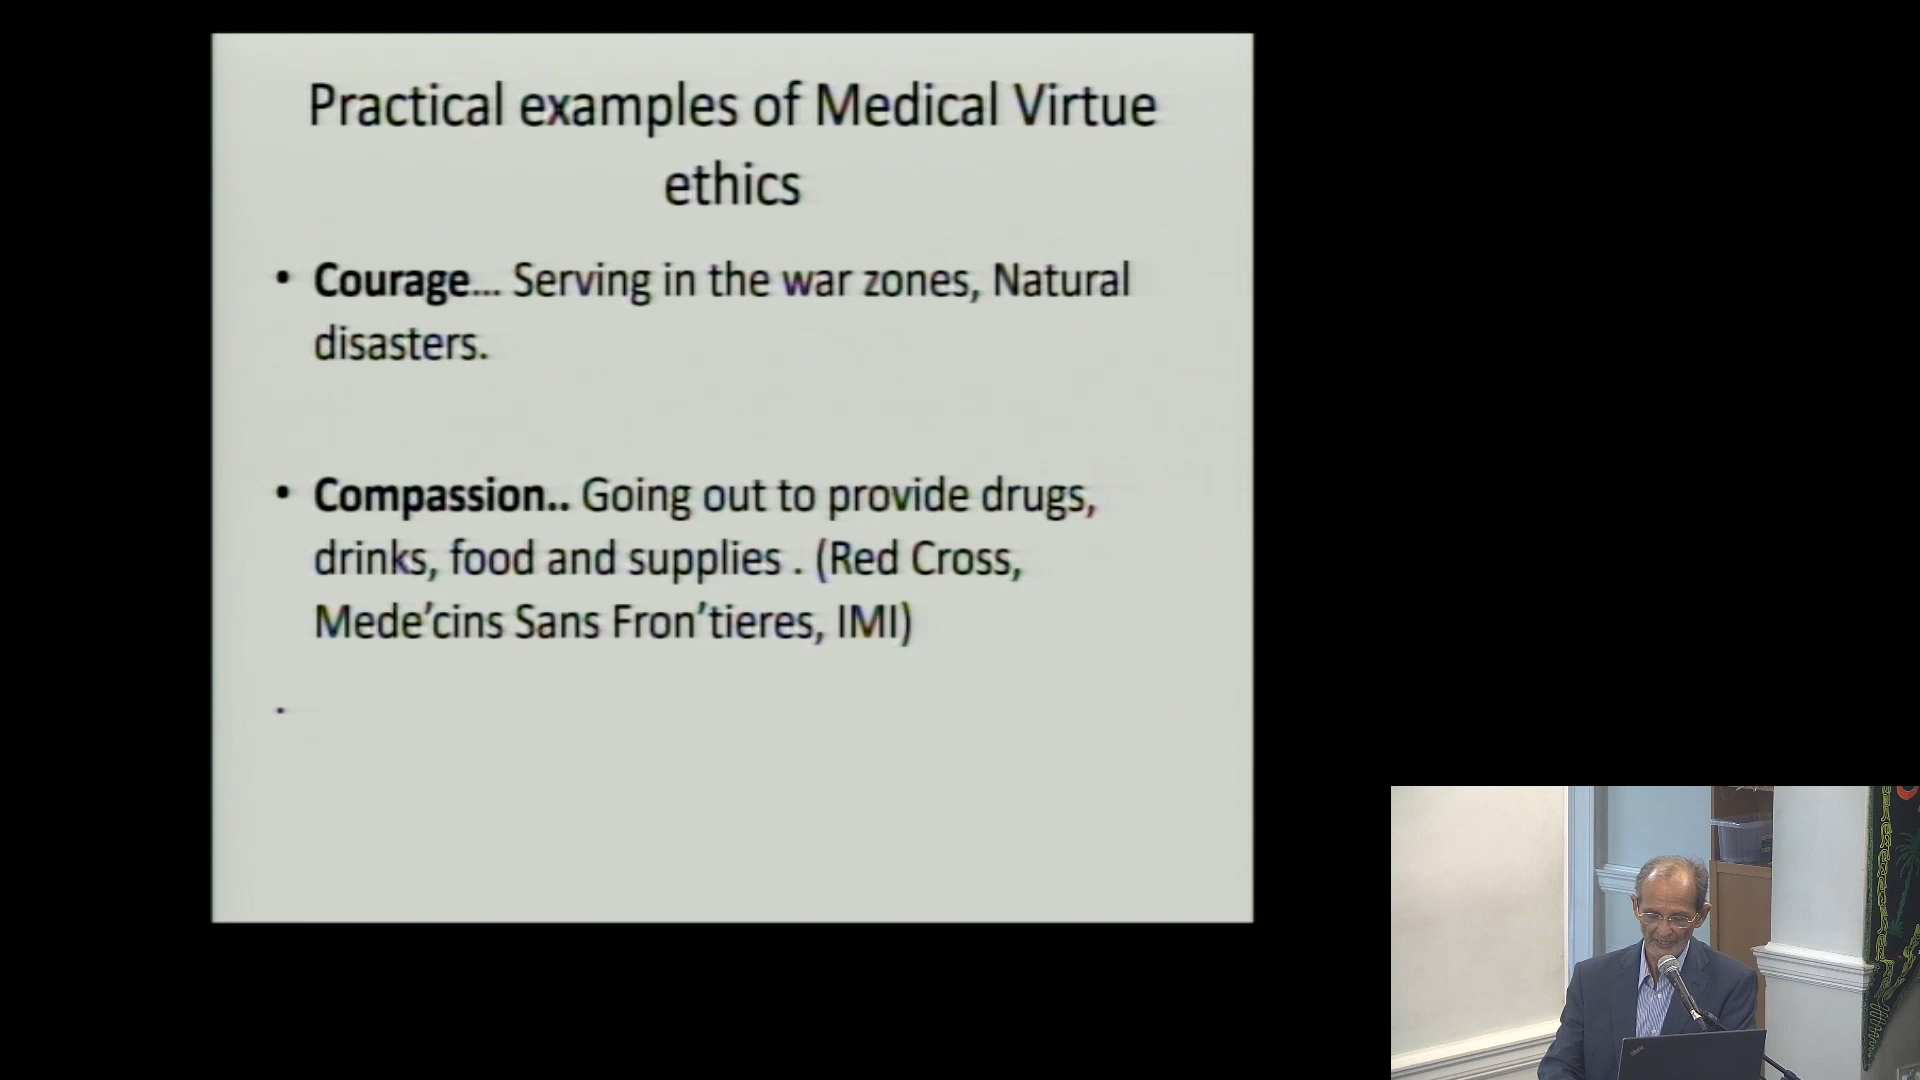 Practical examples of Medical Virtue
ethics
• Courage... Serving in the war zones, Natural
disasters.
• Compassion.. Going out to provide drugs,
drinks, food and supplies . (Red Cross,
Mede’cins Sans Fron’tieres, IMI)
.